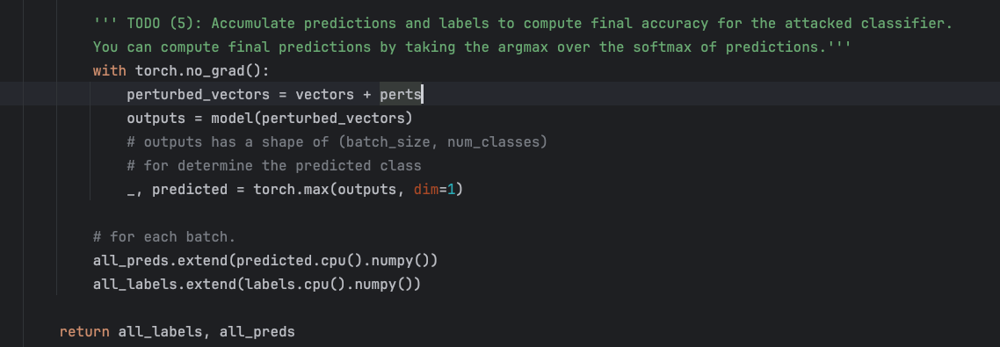 ''' TODO (5): Accumulate predictions and labels to compute final accuracy for the attacked classifier.
You can compute final predictions by taking the argmax over the softmax of predictions.'''
with torch.no_grad():
perturbed_vectors = vectors + perts
outputs = model(perturbed_vectors)
# outputs has a shape of (batch_size, num_classes)
# for determine the predicted class
_, predicted = torch.max(outputs, dim=1)
# for each batch.
all_preds.extend(predicted.cpu().numpy())
all_labels.extend(labels.cpu().numpy())
return all_labels, all_preds